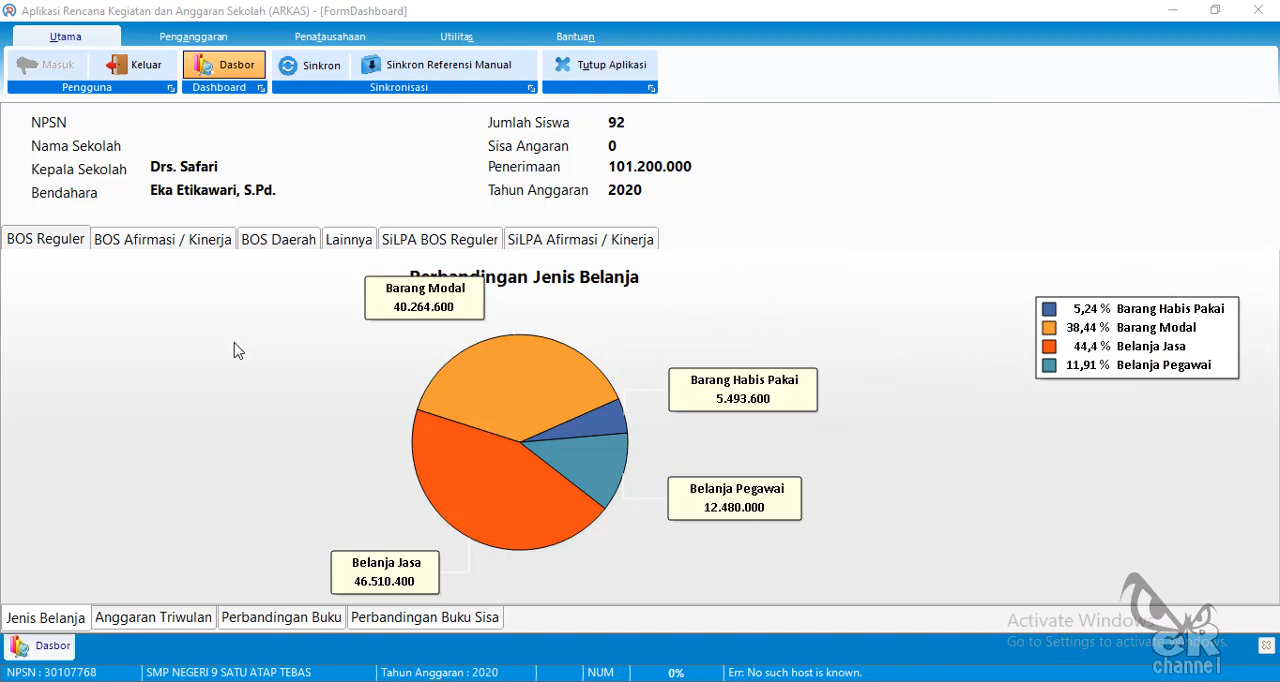 Aplikasi Rencana Kegiatan dan Anggaran Sekolah (ARKAS) - [FormDashboard]
Utama Penganggaran Penatausahaan Utilitas Bantuan
Masuk Keluar Dasbor Sinkron Sinkron Referensi Manual Tutup Aplikasi
Pengguna Dashboard Sinkronisasi
NPSN Jumlah Siswa 92
Nama Sekolah Sisa Angaran 0
Kepala Sekolah Drs. Safari Penerimaan 101.200.000
Bendahara Eka Etikawari, S.Pd. Tahun Anggaran 2020
BOS Reguler BOS Afirmasi / Kinerja BOS Daerah Lainnya SiLPA BOS Reguler SiLPA Afirmasi / Kinerja
Perbandingan Jenis Belanja
Barang Modal
40.264.600
5,24 % Barang Habis Pakai
38,44 % Barang Modal
44,4 % Belanja Jasa
11,91 % Belanja Pegawai
Barang Habis Pakai
5.493.600
Belanja Pegawai
12.480.000
Belanja Jasa
46.510.400
Jenis Belanja Anggaran Triwulan Perbandingan Buku Perbandingan Buku Sisa
Activate Windows
Go to Settings to activate Windows.
CR
channel
Dasbor
NPSN : 30107768 SMP NEGERI 9 SATU ATAP TEBAS Tahun Anggaran : 2020 NUM 0% Err: No such host is known.